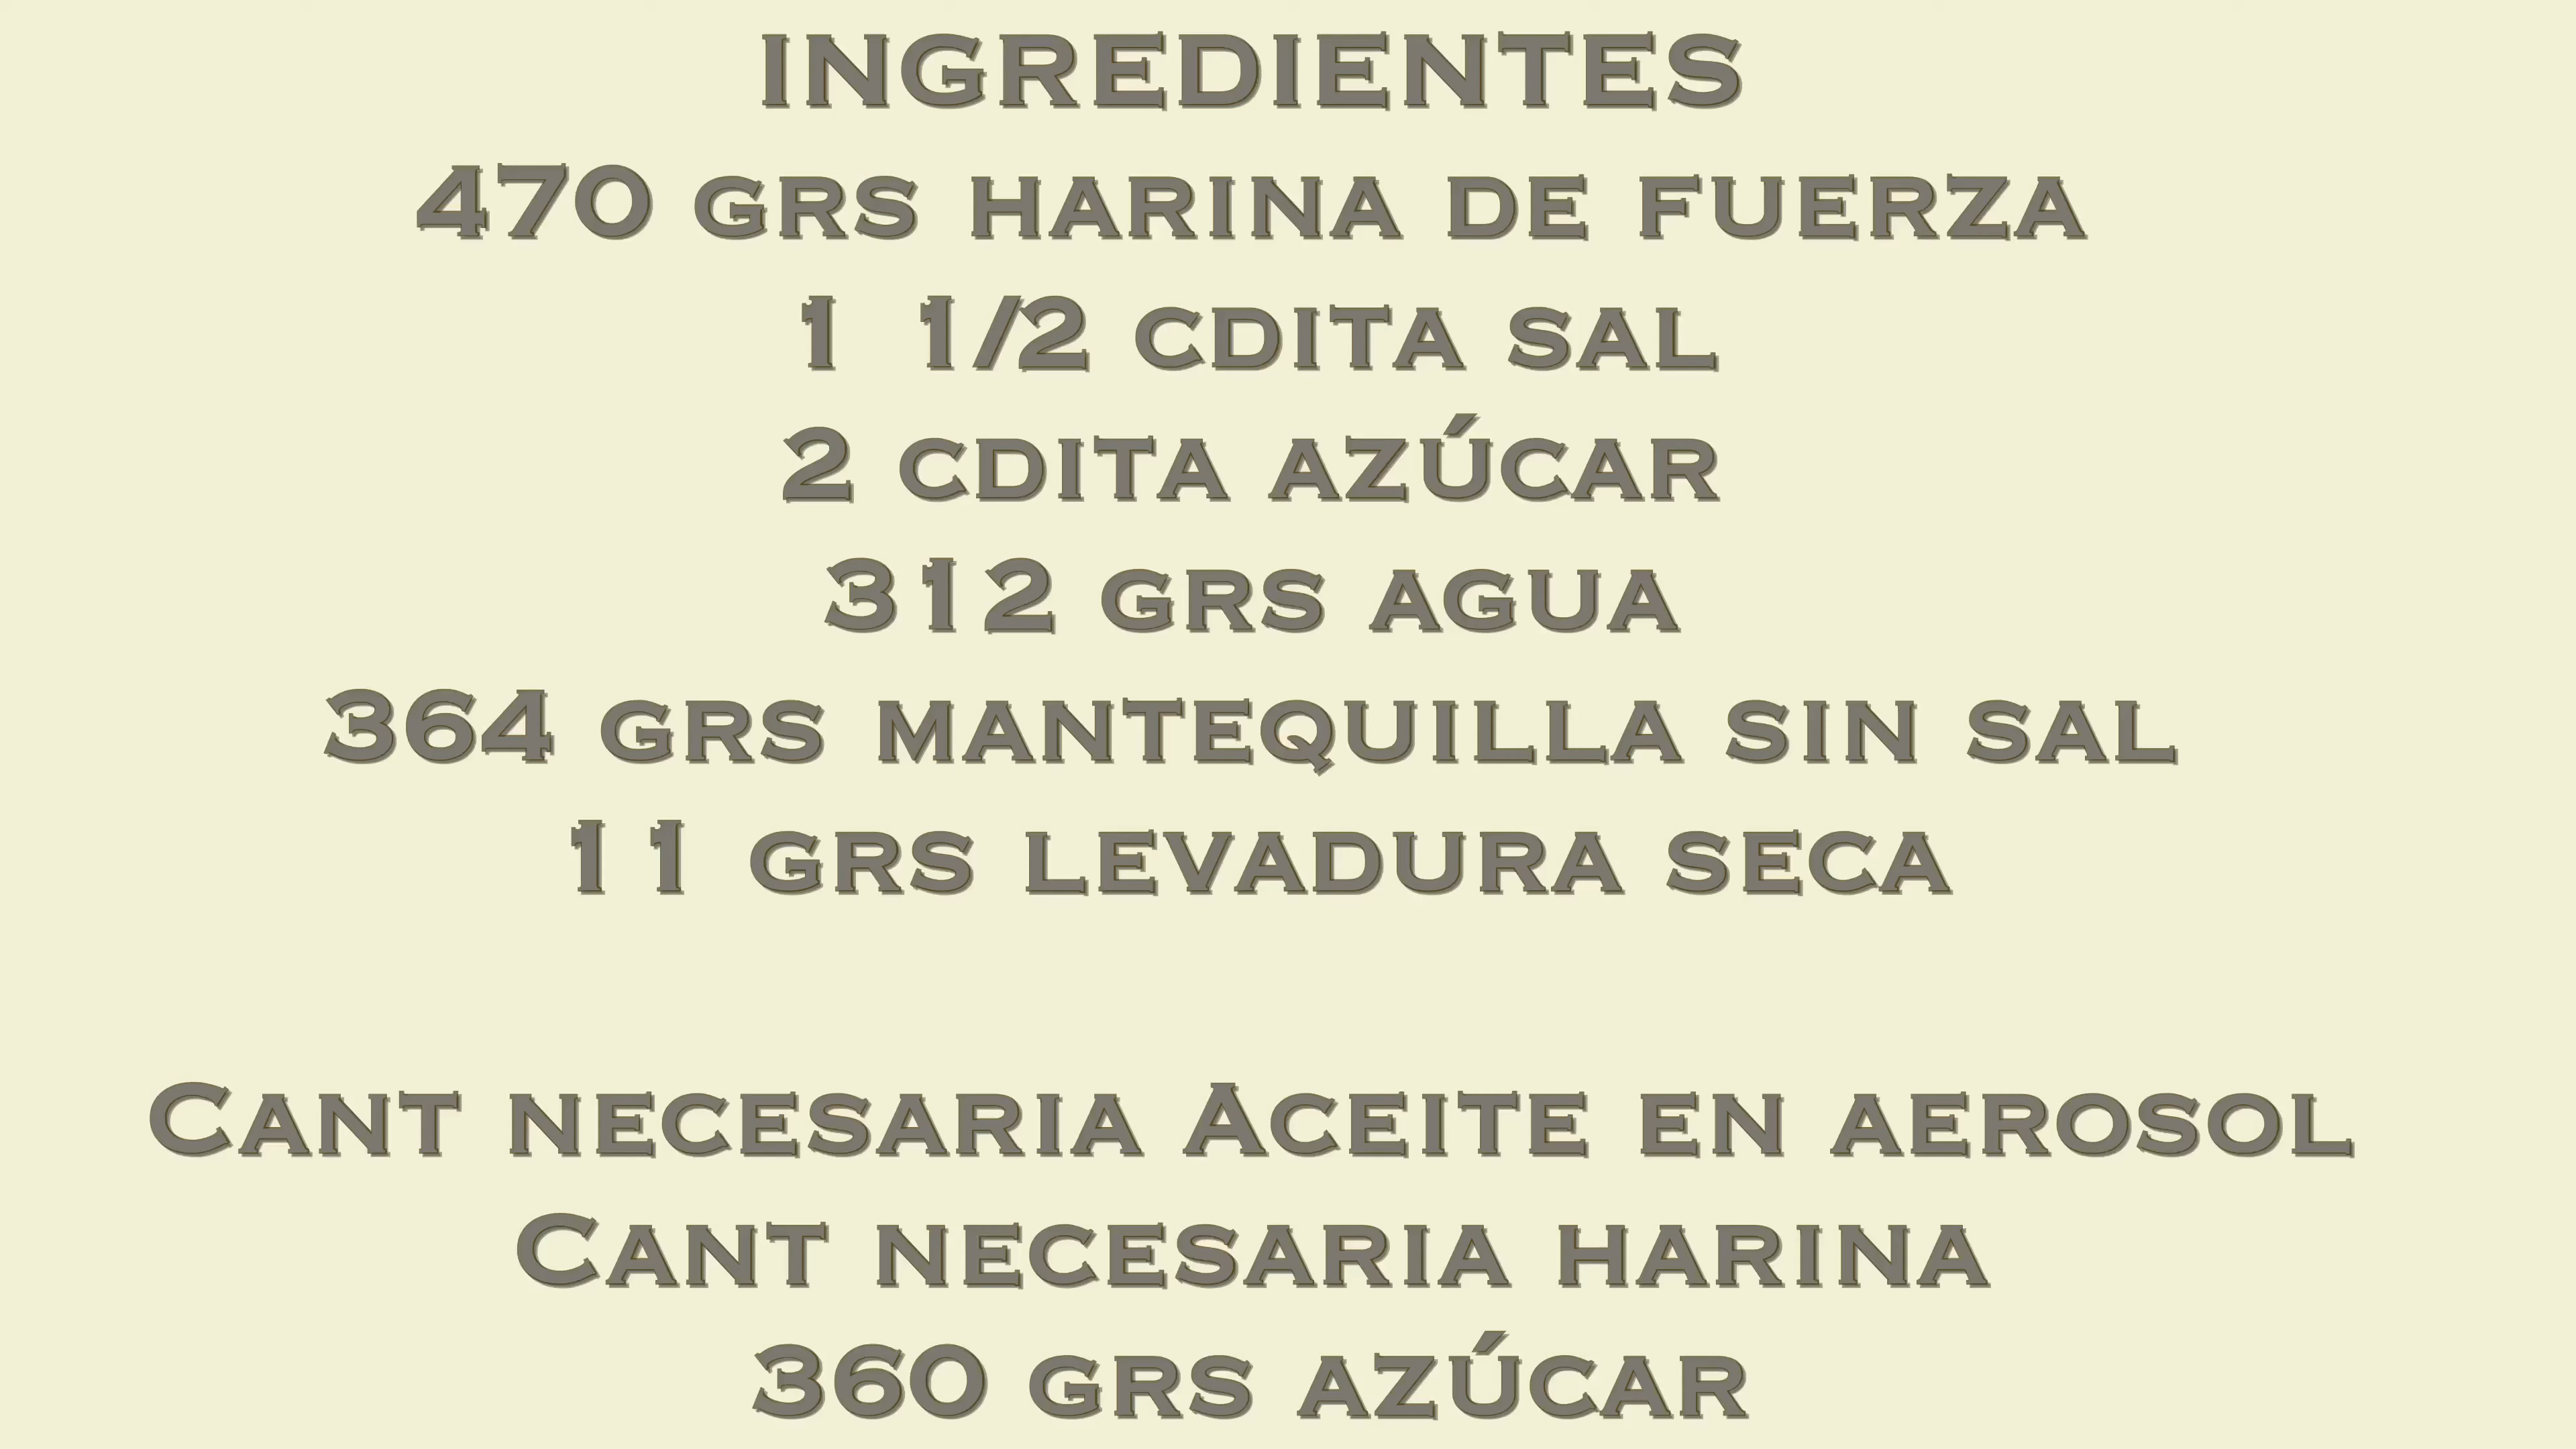 INGREDIENTES
470 GRS HARINA DE FUERZA
1 1/2 CDITA SAL
2 CDITA AZÚCAR
312 GRS AGUA
364 GRS MANTEQUILLA SIN SAL
11 GRS LEVADURA SECA
CANT NECESARIA ACEITE EN AEROSOL
CANT NECESARIA HARINA
360 GRS AZÚCAR